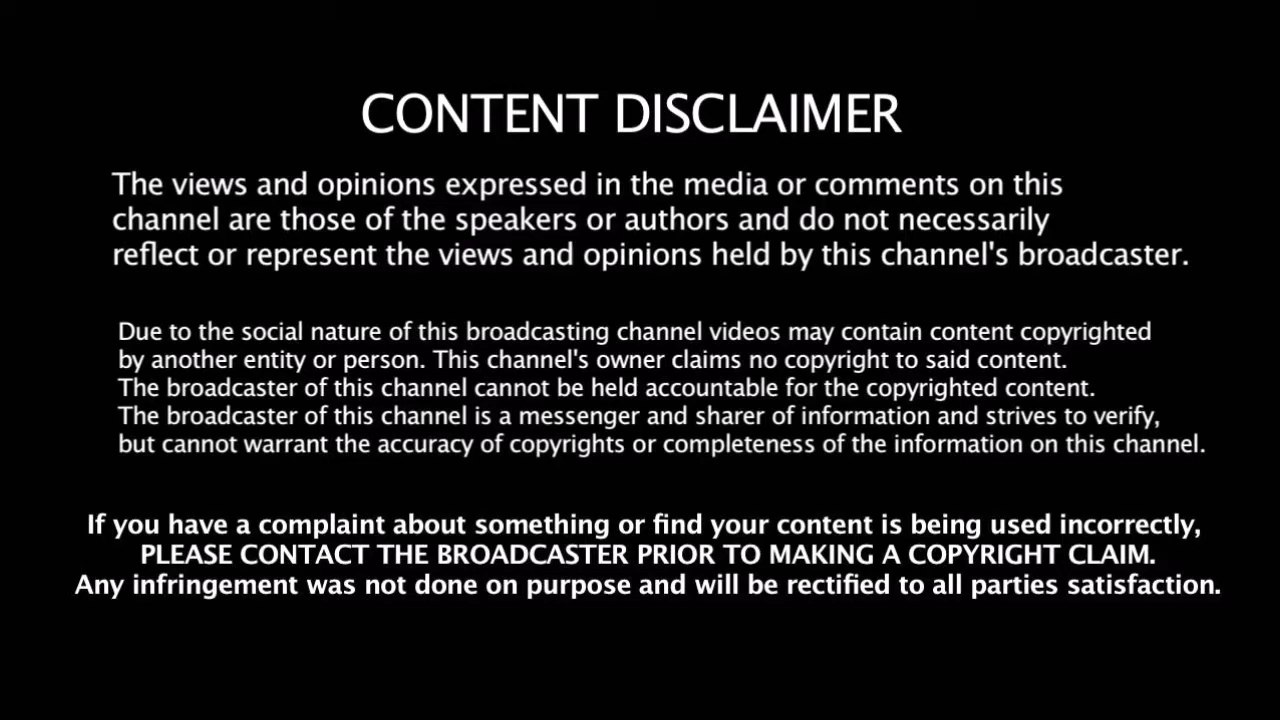 CONTENT DISCLAIMER
The views and opinions expressed in the media or comments on this
channel are those of the speakers or authors and do not necessarily
reflect or represent the views and opinions held by this channel's broadcaster.
Due to the social nature of this broadcasting channel videos may contain content copyrighted
by another entity or person. This channel's owner claims no copyright to said content.
The broadcaster of this channel cannot be held accountable for the copyrighted content.
The broadcaster of this channel is a messenger and sharer of information and strives to verify,
but cannot warrant the accuracy of copyrights or completeness of the information on this channel.
If you have a complaint about something or find your content is being used incorrectly,
PLEASE CONTACT THE BROADCASTER PRIOR TO MAKING A COPYRIGHT CLAIM.
Any infringement was not done on purpose and will be rectified to all parties satisfaction.